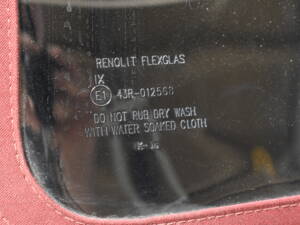 RENOLIT FLEXGLAS
IX
E1 43R-012568
DO NOT RUB DRY WASH
WITH WATER SOAKED CLOTH